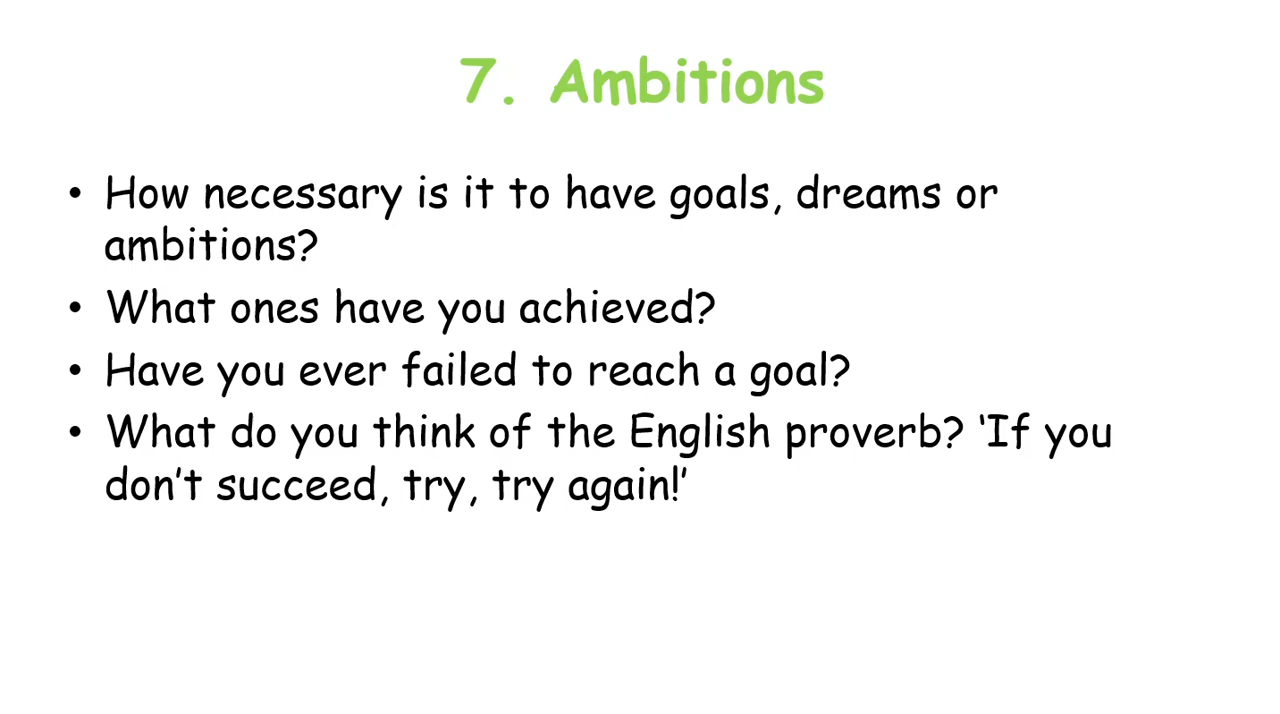 7. Ambitions
• How necessary is it to have goals, dreams or
ambitions?
• What ones have you achieved?
• Have you ever failed to reach a goal?
• What do you think of the English proverb? ‘If you
don’t succeed, try, try again!’